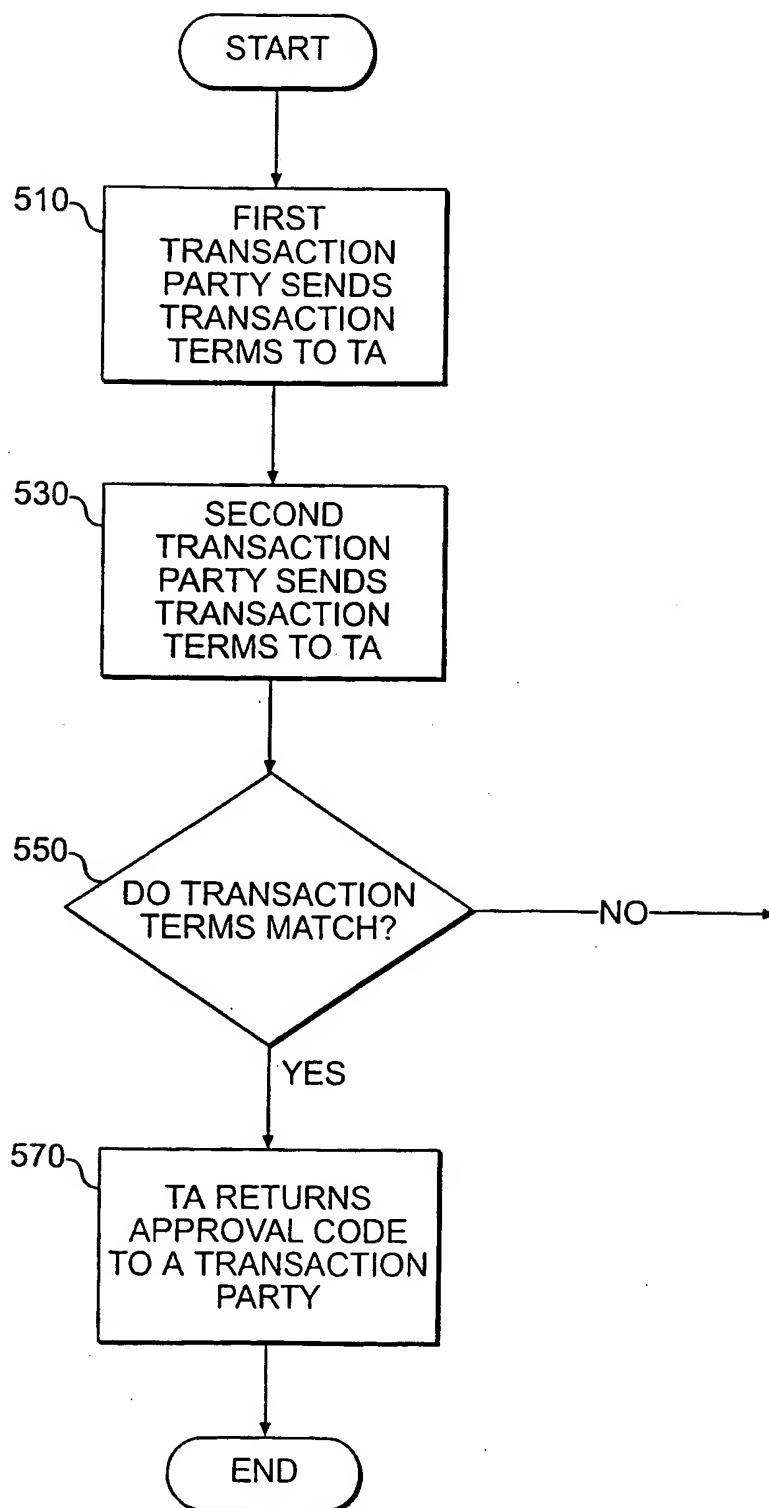 START
510
FIRST
TRANSACTION
PARTY SENDS
TRANSACTION
TERMS TO TA
530
SECOND
TRANSACTION
PARTY SENDS
TRANSACTION
TERMS TO TA
550
DO TRANSACTION
TERMS MATCH?
NO
YES
570
TA RETURNS
APPROVAL CODE
TO A TRANSACTION
PARTY
END